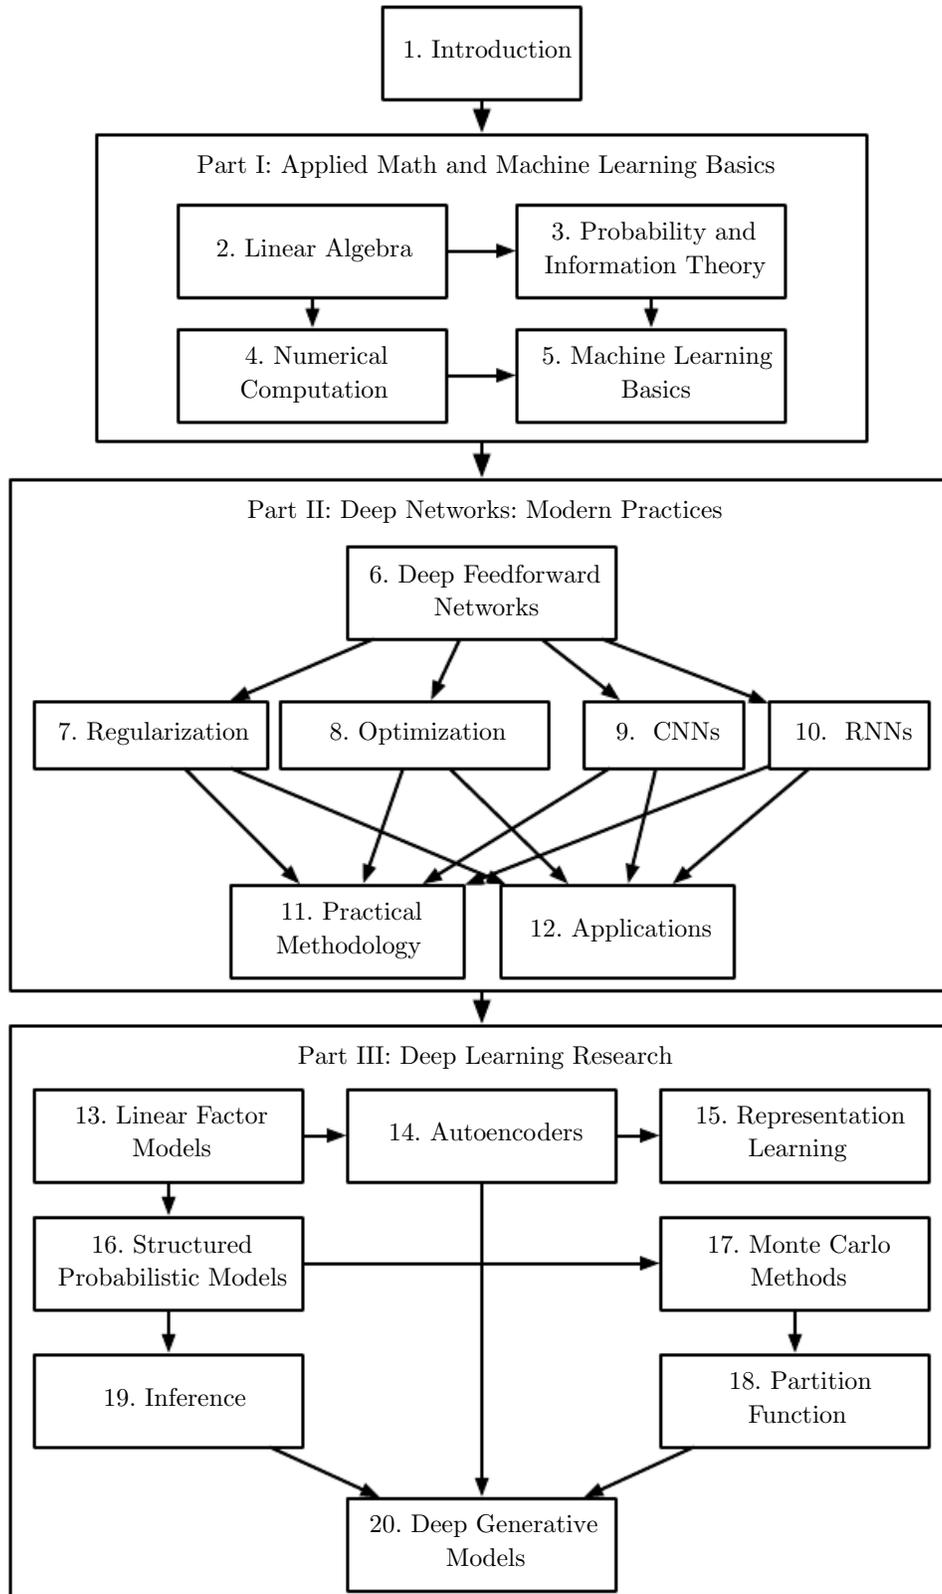 1. Introduction
Part I: Applied Math and Machine Learning Basics
2. Linear Algebra
3. Probability and
Information Theory
4. Numerical
Computation
5. Machine Learning
Basics
Part II: Deep Networks: Modern Practices
6. Deep Feedforward
Networks
7. Regularization
8. Optimization
9. CNNs
10. RNNs
11. Practical
Methodology
12. Applications
Part III: Deep Learning Research
13. Linear Factor
Models
14. Autoencoders
15. Representation
Learning
16. Structured
Probabilistic Models
17. Monte Carlo
Methods
19. Inference
18. Partition
Function
20. Deep Generative
Models